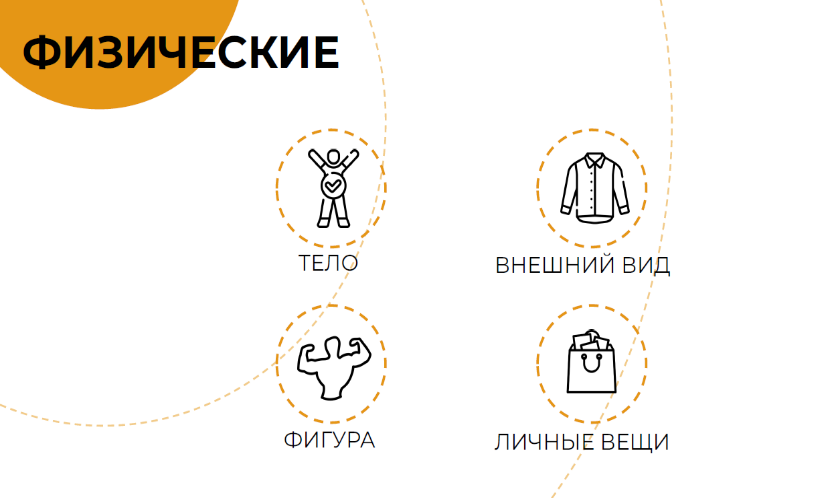 ФИЗИЧЕСКИЕ
ТЕЛО
ВНЕШНИЙ ВИД
ФИГУРА
ЛИЧНЫЕ ВЕЩИ